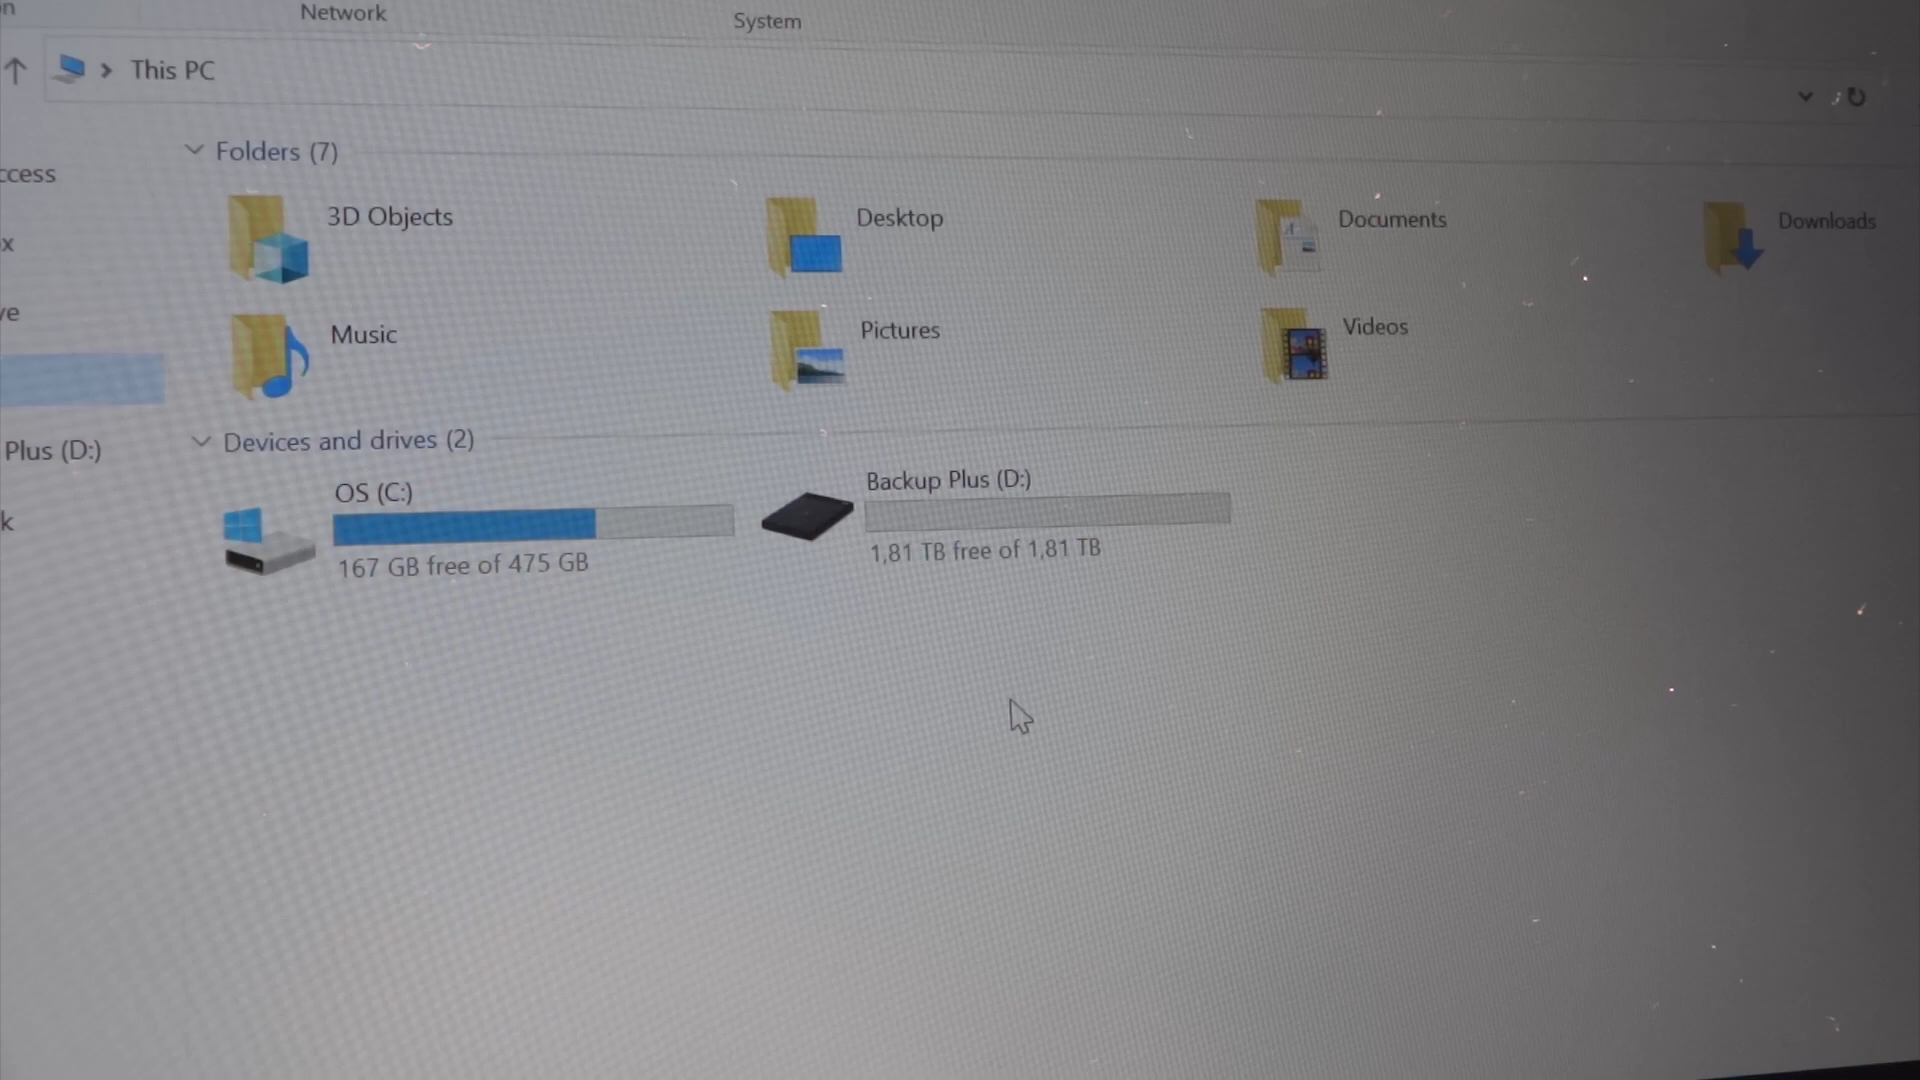 Network
System
This PC
Folders (7)
3D Objects
Desktop
Documents
Downloads
Music
Pictures
Videos
Plus (D:)
Devices and drives (2)
OS (C:)
167 GB free of 475 GB
Backup Plus (D:)
1,81 TB free of 1,81 TB